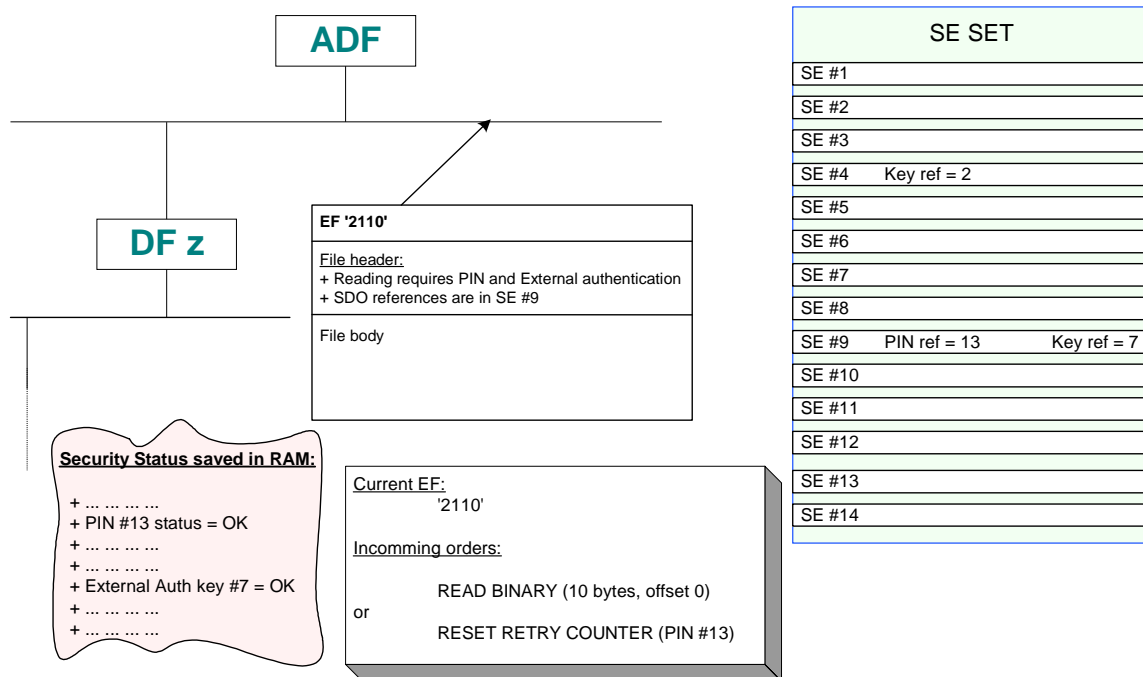 ADF
DF z
EF '2110'
File header:
+ Reading requires PIN and External authentication
+ SDO references are in SE #9
File body
Security Status saved in RAM:
+ ... ... ... ...
+ PIN #13 status = OK
+ ... ... ... ...
+ ... ... ... ...
+ External Auth key #7 = OK
+ ... ... ... ...
+ ... ... ... ...
Current EF:
'2110'
Incomming orders:
READ BINARY (10 bytes, offset 0)
or
RESET RETRY COUNTER (PIN #13)
SE SET
SE #1
SE #2
SE #3
SE #4 Key ref = 2
SE #5
SE #6
SE #7
SE #8
SE #9 PIN ref = 13 Key ref = 7
SE #10
SE #11
SE #12
SE #13
SE #14